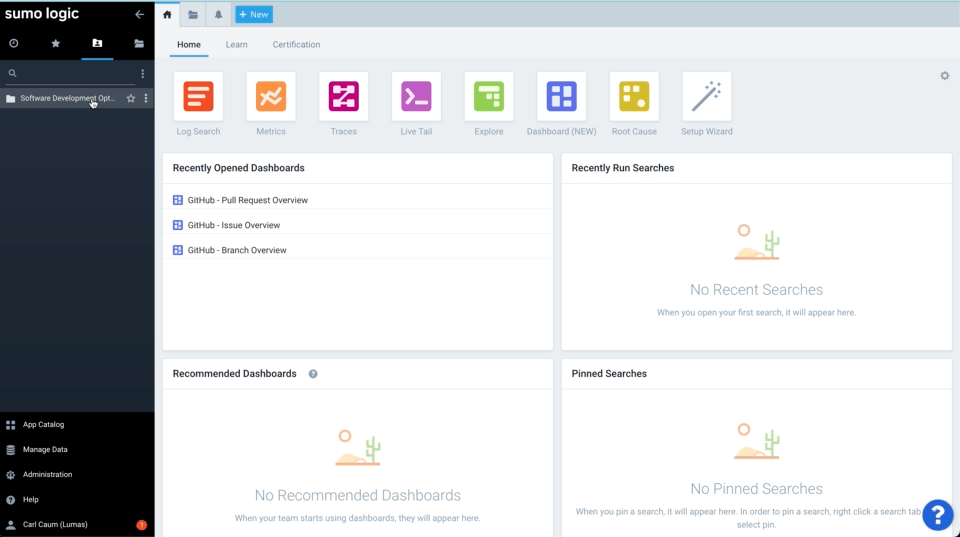 sumo logic
+ New
Home
Learn
Certification
Software Development Opt...
Log Search
Metrics
Traces
Live Tail
Explore
Dashboard (NEW)
Root Cause
Setup Wizard
Recently Opened Dashboards
GitHub - Pull Request Overview
GitHub - Issue Overview
GitHub - Branch Overview
Recently Run Searches
No Recent Searches
When you open your first search, it will appear here.
Recommended Dashboards
No Recommended Dashboards
When your team starts using dashboards, they will appear here.
Pinned Searches
No Pinned Searches
When you pin a search, it will appear here. In order to pin a search, right click a search tab
select pin.
App Catalog
Manage Data
Administration
Help
Carl Caum (Lumas)